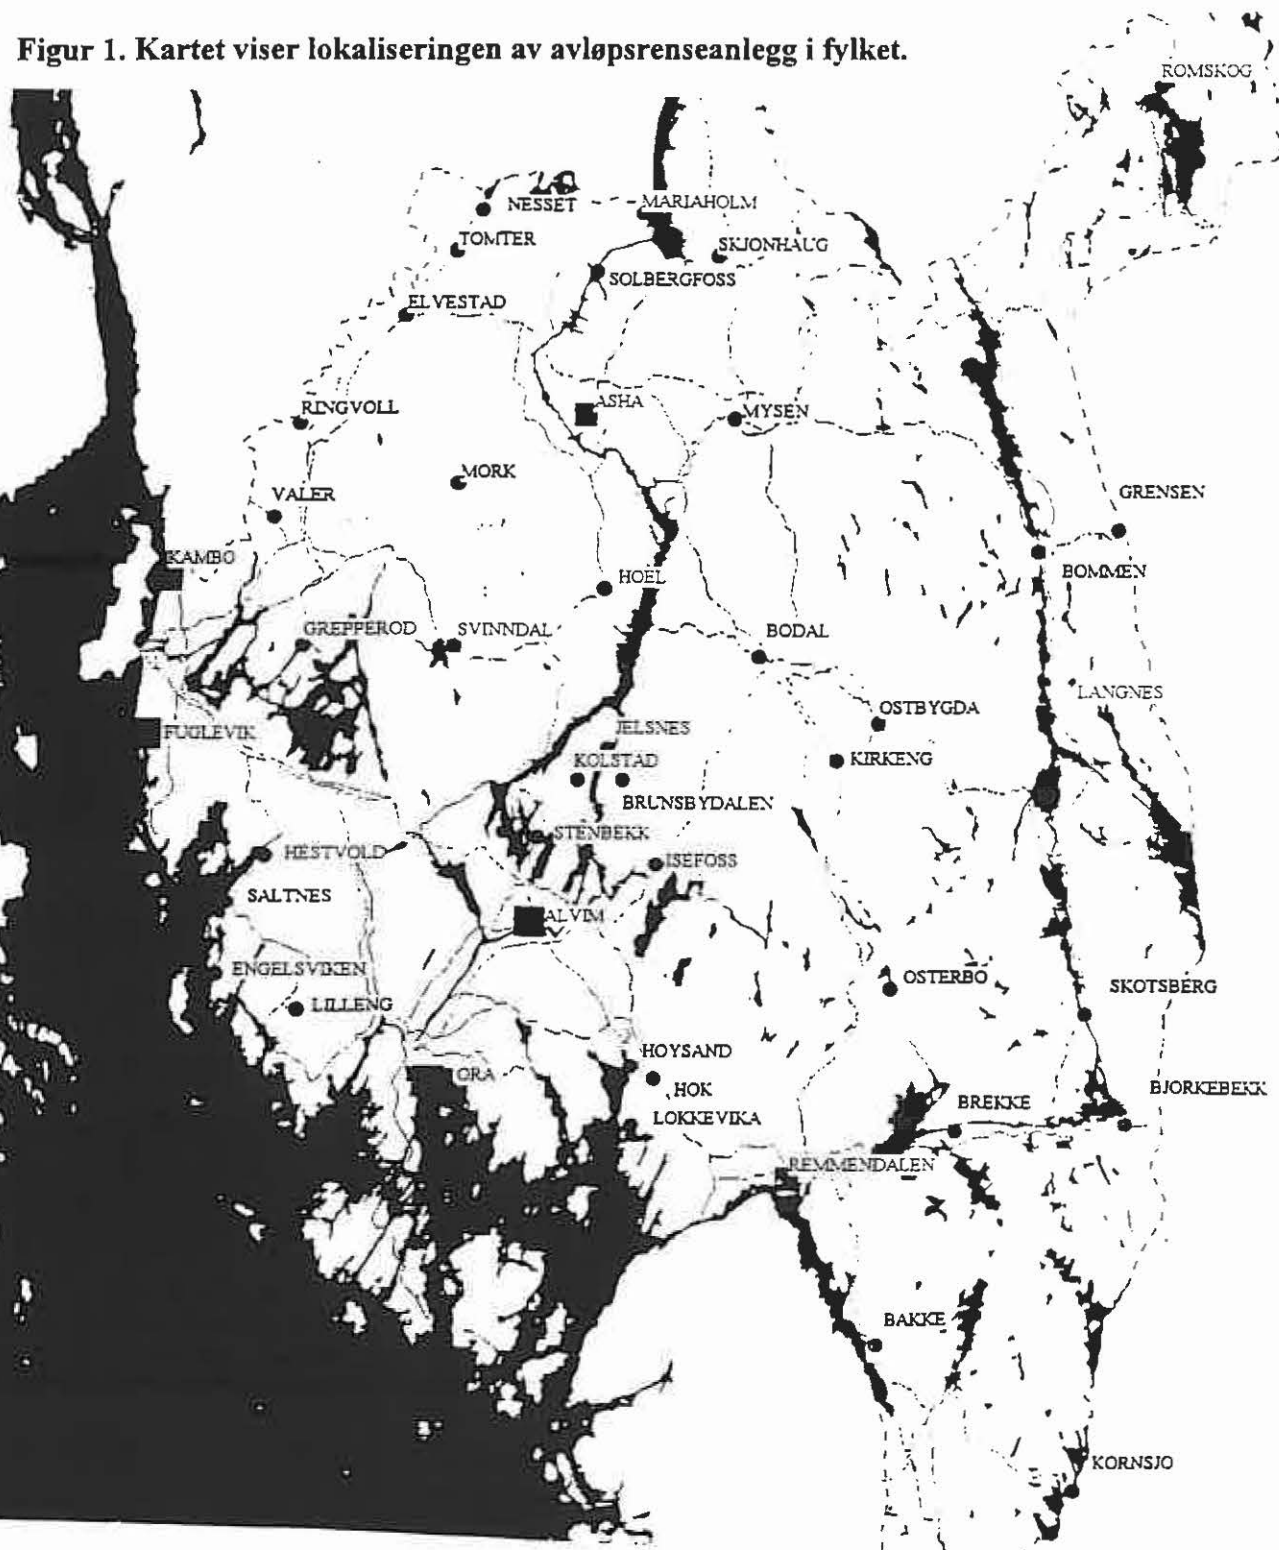 Figur 1. Kartet viser lokaliseringen av avløpsrenseanlegg i fylket.
ROMSKOG
NESSET
MARIAHOLM
TOMTER
SKJONHAUG
SOLBERGFOSS
ELVESTAD
RINGVOLL
ASHA
MYSEN
MORK
VALER
GRENSEN
KAMBO
HOEL
BOMMEN
GREPPEROD
SVINNDAL
BODAL
LANGNES
OSTBYGDA
FUGLEVIK
JELSNES
KOLSTAD
KIRKENG
BRUNSBYDALEN
STENBEKK
HESTVOLD
ISEFOSS
SALTNES
ALVIM
ENGELSVIKEN
OSTERBO
SKOTSBERG
LILLENG
HOYSAND
ORA
HOK
BJORKEBEKK
BREKKE
LOKKEVIKA
REMMENDALEN
BAKKE
KORNSJO